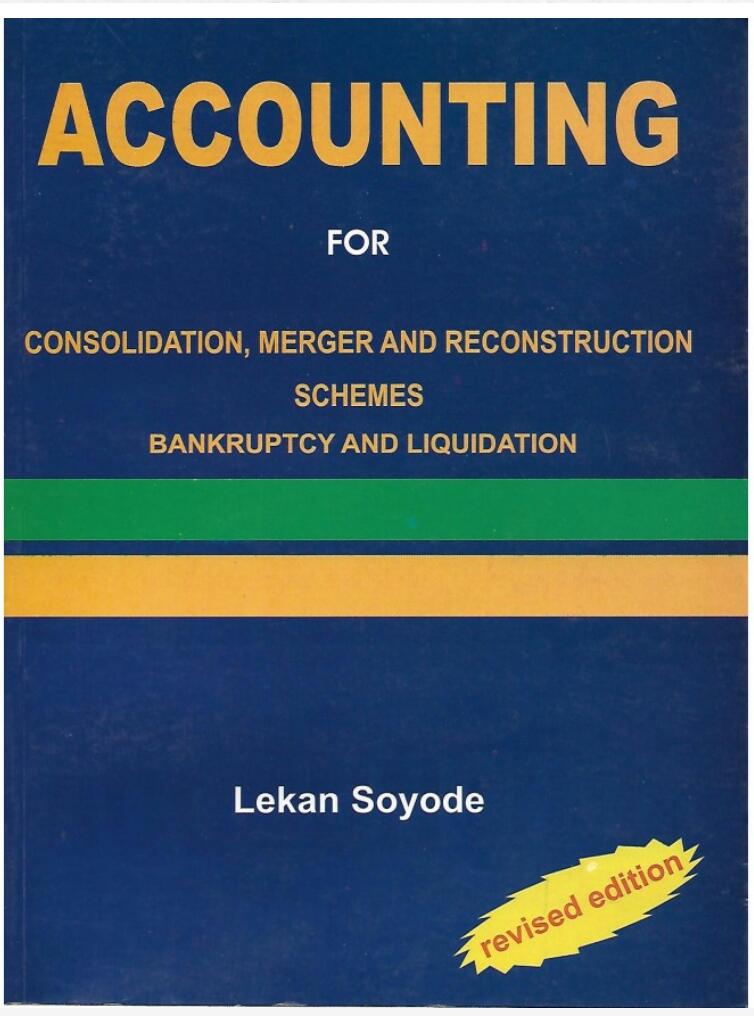 ACCOUNTING
FOR
CONSOLIDATION, MERGER AND RECONSTRUCTION
SCHEMES
BANKRUPTCY AND LIQUIDATION
Lekan Soyode
revised edition